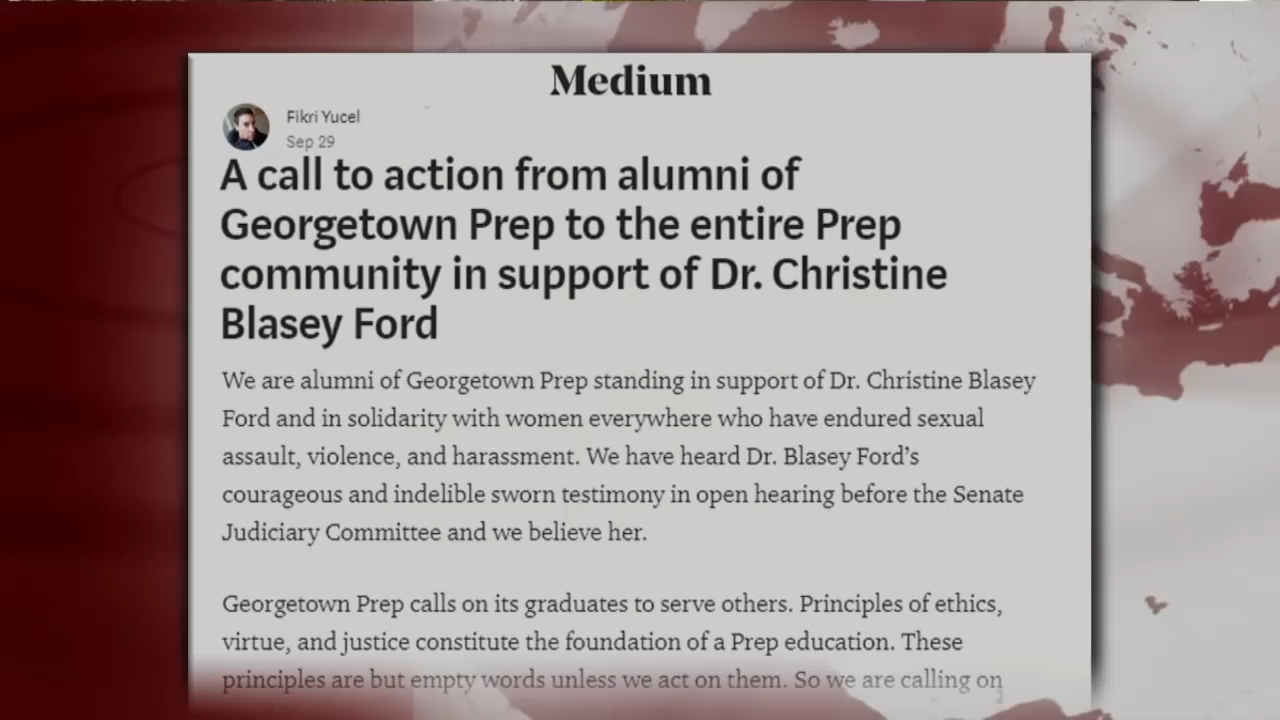 Medium
Fikri Yucel
Sep 29
A call to action from alumni of
Georgetown Prep to the entire Prep
community in support of Dr. Christine
Blasey Ford
We are alumni of Georgetown Prep standing in support of Dr. Christine Blasey
Ford and in solidarity with women everywhere who have endured sexual
assault, violence, and harassment. We have heard Dr. Blasey Ford’s
courageous and indelible sworn testimony in open hearing before the Senate
Judiciary Committee and we believe her.
Georgetown Prep calls on its graduates to serve others. Principles of ethics,
virtue, and justice constitute the foundation of a Prep education. These
principles are but empty words unless we act on them. So we are calling on